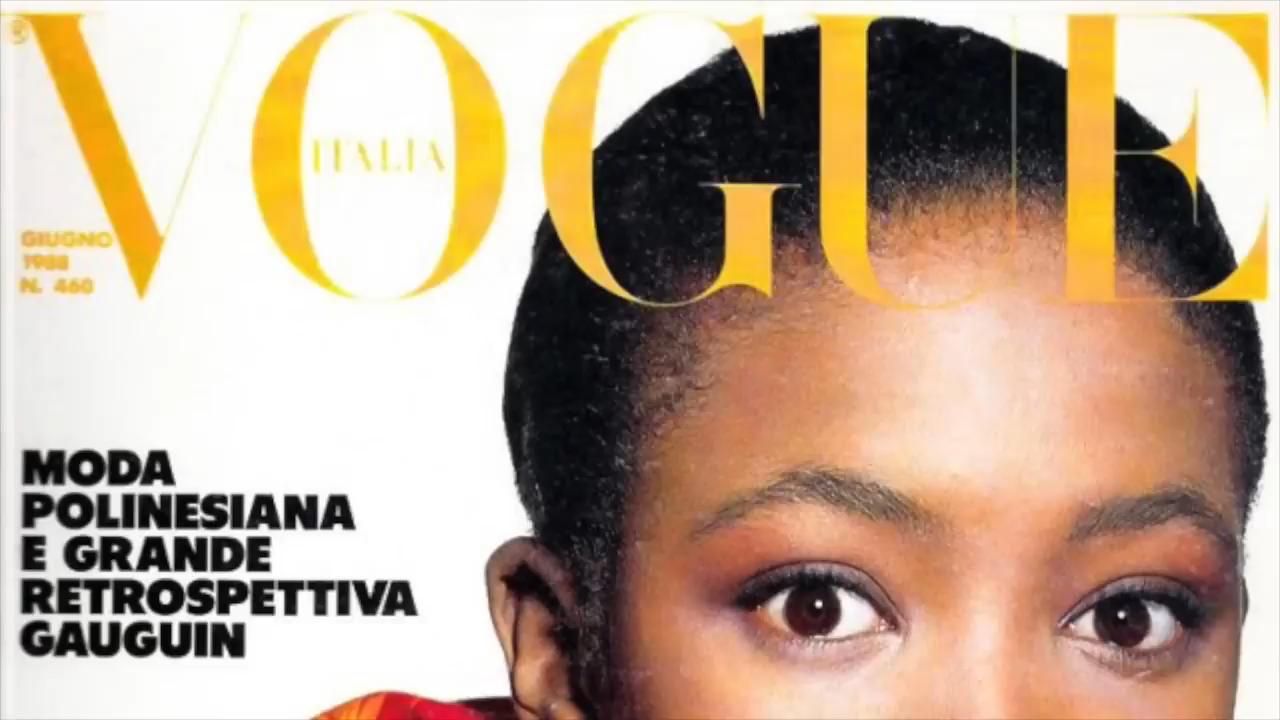 VOGUE
ITALIA
GIUGNO
1988
N. 460
MODA
POLINESIANA
E GRANDE
RETROSPETTIVA
GAUGUIN